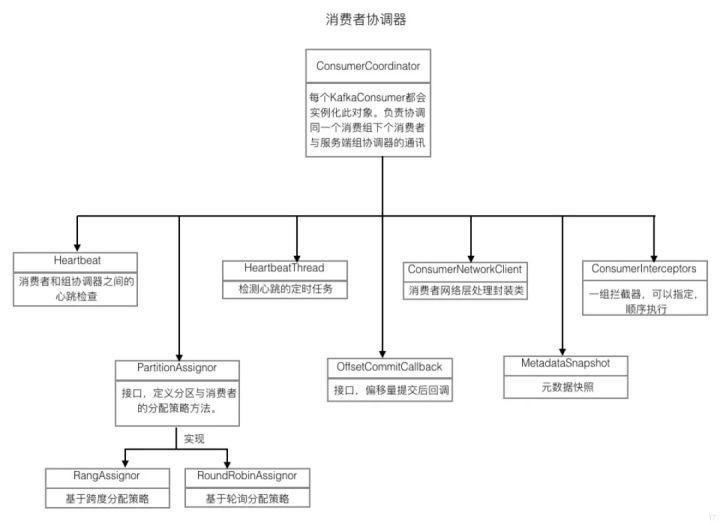 消费者协调器
ConsumerCoordinator
每个KafkaConsumer都会
实例化此对象。负责协调
同一个消费组下个消费者
与服务端组协调器的通讯
Heartbeat
消费者和组协调器之间的
心跳检查
HeartbeatThread
检测心跳的定时任务
ConsumerNetworkClient
消费者网络层处理封装类
ConsumerInterceptors
一组拦截器，可以指定，
顺序执行
PartitionAssignor
接口，定义分区与消费者
的分配策略方法。
OffsetCommitCallback
接口，偏移量提交后回调
MetadataSnapshot
元数据快照
实现
RangAssignor
基于跨度分配策略
RoundRobinAssignor
基于轮询分配策略